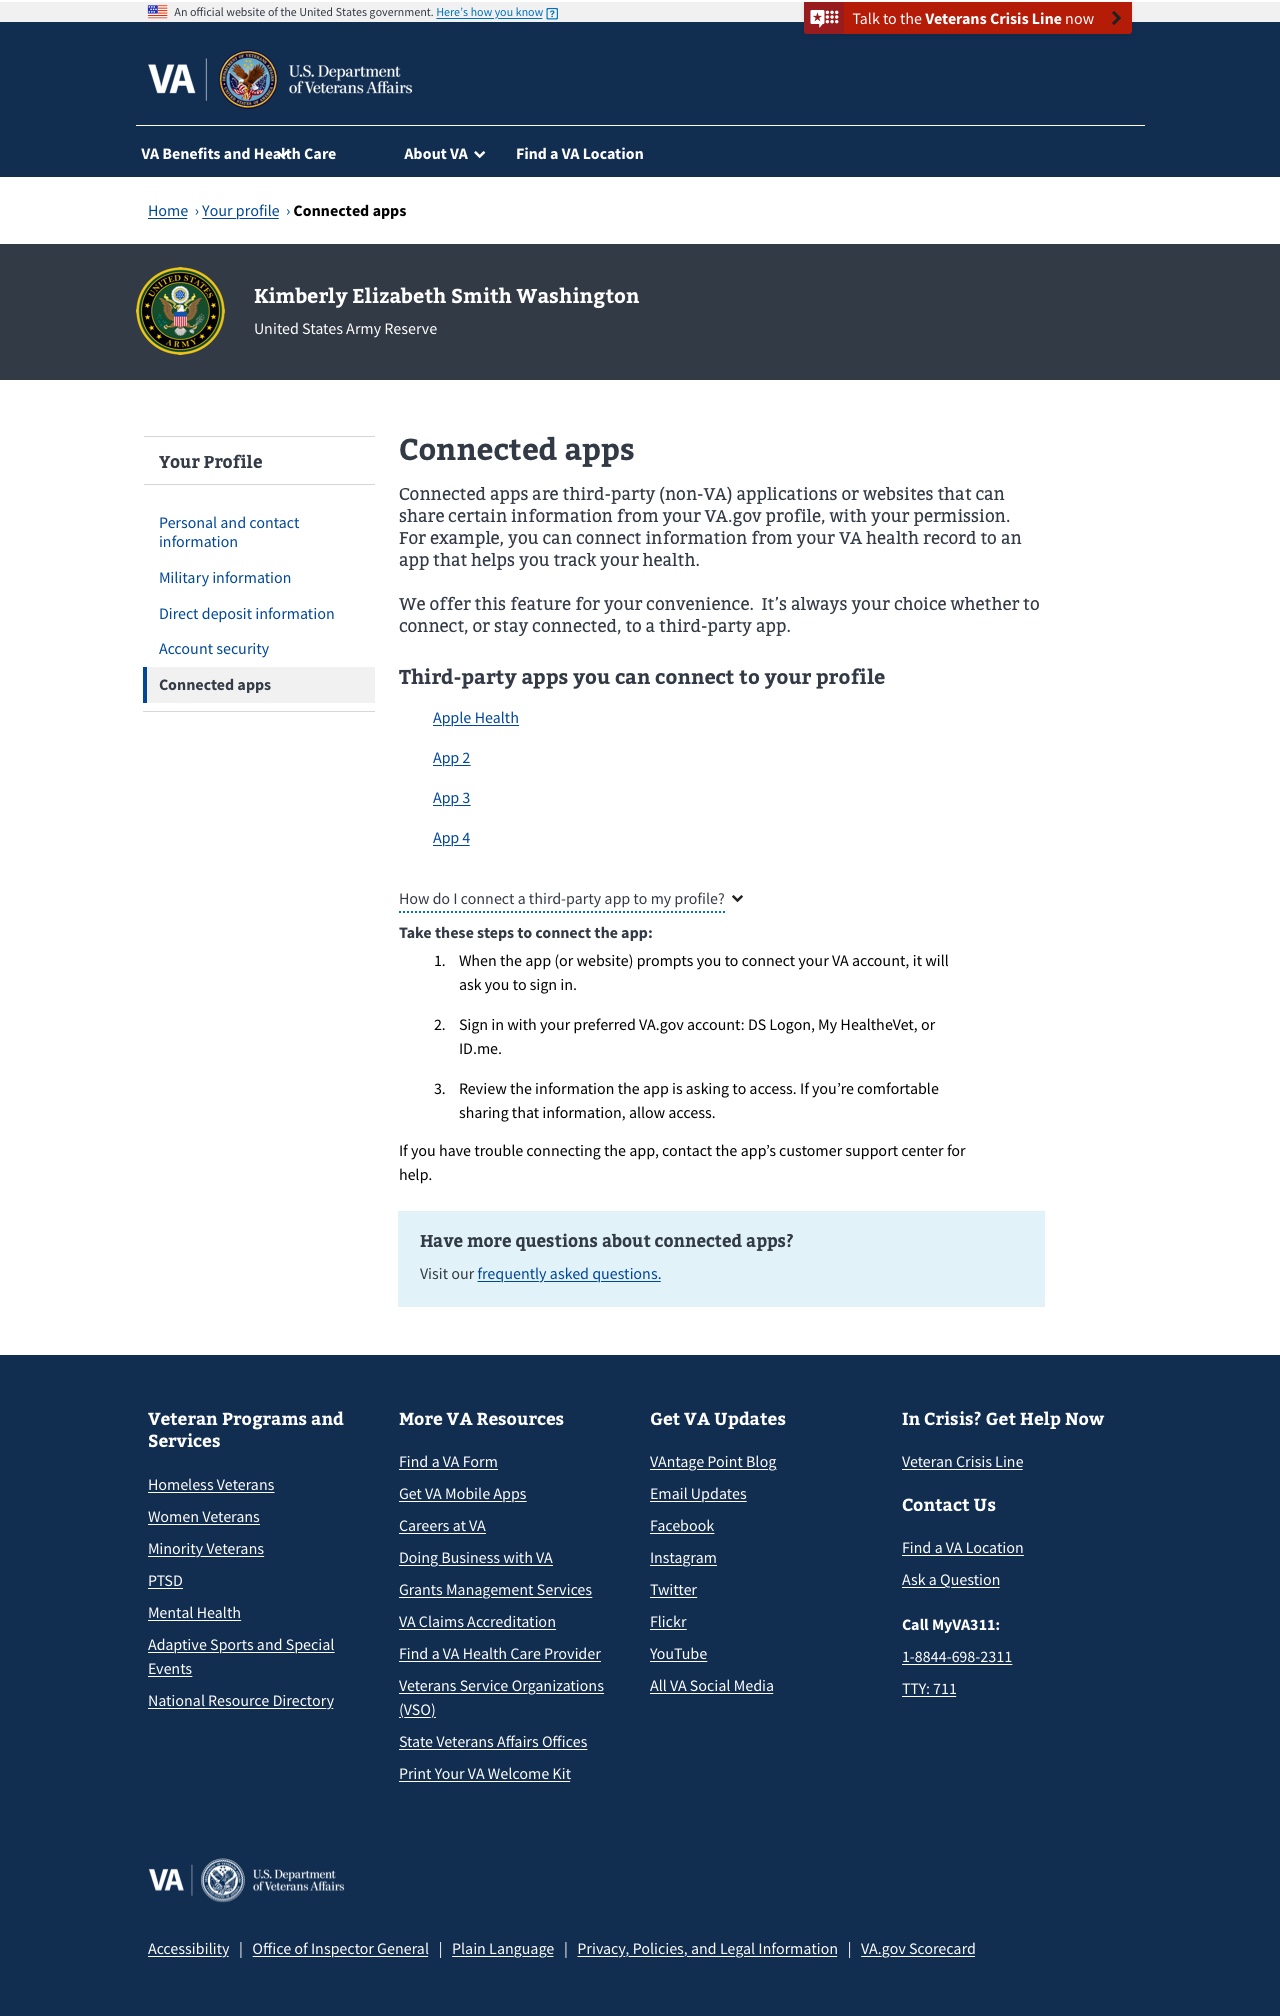 An official website of the United States government. Here's how you know
Talk to the Veterans Crisis Line now
VA
U.S. Department
of Veterans Affairs
VA Benefits and Health Care
About VA
Find a VA Location
Home › Your profile › Connected apps
UNITED STATES
ARMY
Kimberly Elizabeth Smith Washington
United States Army Reserve
Your Profile
Personal and contact
information
Military information
Direct deposit information
Account security
Connected apps
Connected apps
Connected apps are third-party (non-VA) applications or websites that can
share certain information from your VA.gov profile, with your permission.
For example, you can connect information from your VA health record to an
app that helps you track your health.
We offer this feature for your convenience.  It's always your choice whether to
connect, or stay connected, to a third-party app.
Third-party apps you can connect to your profile
Apple Health
App 2
App 3
App 4
How do I connect a third-party app to my profile?
Take these steps to connect the app:
1. When the app (or website) prompts you to connect your VA account, it will
ask you to sign in.
2. Sign in with your preferred VA.gov account: DS Logon, My HealtheVet, or
ID.me.
3. Review the information the app is asking to access. If you're comfortable
sharing that information, allow access.
If you have trouble connecting the app, contact the app's customer support center for
help.
Have more questions about connected apps?
Visit our frequently asked questions.
Veteran Programs and
Services
Homeless Veterans
Women Veterans
Minority Veterans
PTSD
Mental Health
Adaptive Sports and Special
Events
National Resource Directory
More VA Resources
Find a VA Form
Get VA Mobile Apps
Careers at VA
Doing Business with VA
Grants Management Services
VA Claims Accreditation
Find a VA Health Care Provider
Veterans Service Organizations
(VSO)
State Veterans Affairs Offices
Print Your VA Welcome Kit
Get VA Updates
VAntage Point Blog
Email Updates
Facebook
Instagram
Twitter
Flickr
YouTube
All VA Social Media
In Crisis? Get Help Now
Veteran Crisis Line
Contact Us
Find a VA Location
Ask a Question
Call MyVA311:
1-8844-698-2311
TTY: 711
VA
U.S. Department
of Veterans Affairs
Accessibility | Office of Inspector General | Plain Language | Privacy, Policies, and Legal Information | VA.gov Scorecard